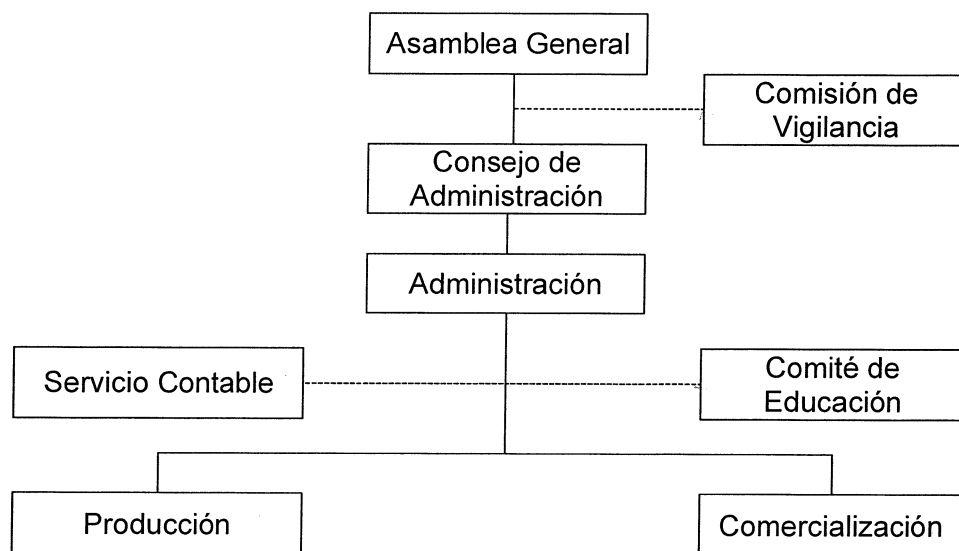 Asamblea General
Comisión de
Vigilancia
Consejo de
Administración
Administración
Servicio Contable
Comité de
Educación
Producción
Comercialización